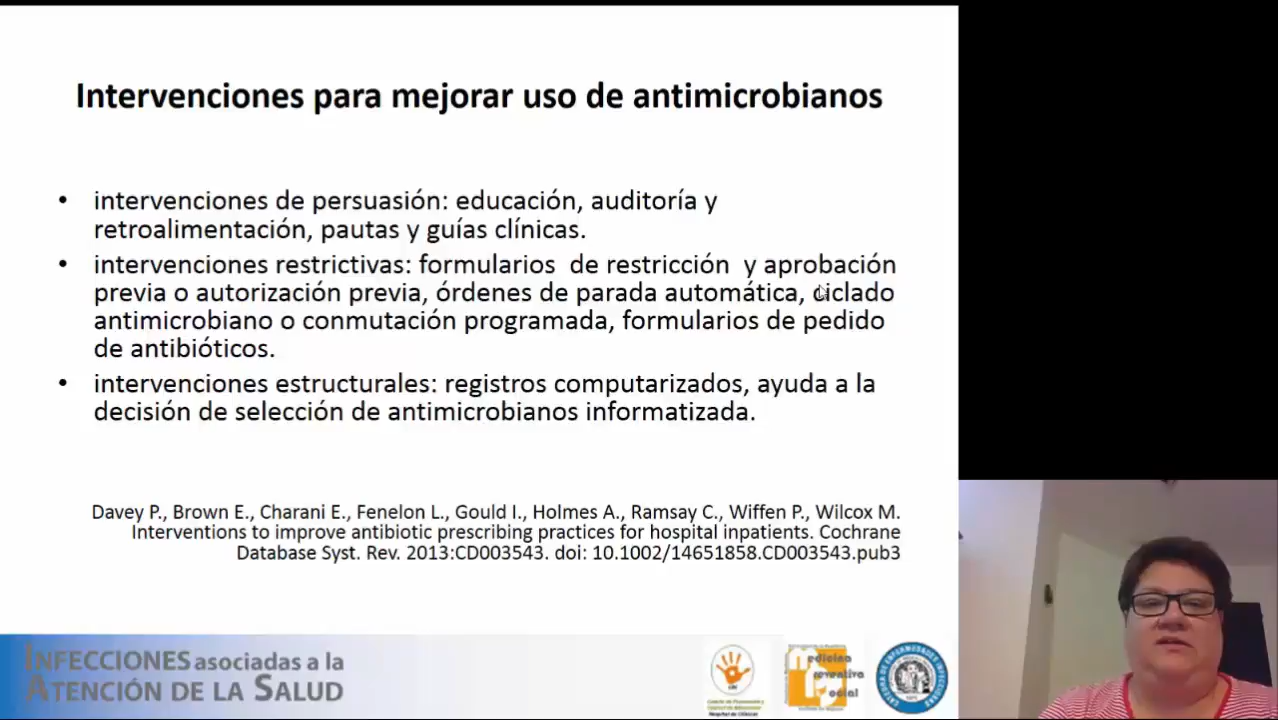 Intervenciones para mejorar uso de antimicrobianos
• intervenciones de persuasión: educación, auditoría y
retroalimentación, pautas y guías clínicas.
• intervenciones restrictivas: formularios de restricción y aprobación
previa o autorización previa, órdenes de parada automática, ciclado
antimicrobiano o conmutación programada, formularios de pedido
de antibióticos.
• intervenciones estructurales: registros computarizados, ayuda a la
decisión de selección de antimicrobianos informatizada.
Davey P., Brown E., Charani E., Fenelon L., Gould I., Holmes A., Ramsay C., Wiffen P., Wilcox M.
Interventions to improve antibiotic prescribing practices for hospital inpatients. Cochrane
Database Syst. Rev. 2013:CD003543. doi: 10.1002/14651858.CD003543.pub3
INFECCIONES asociadas a la
ATENCIÓN DE LA SALUD
Medicina
Preventiva
Social